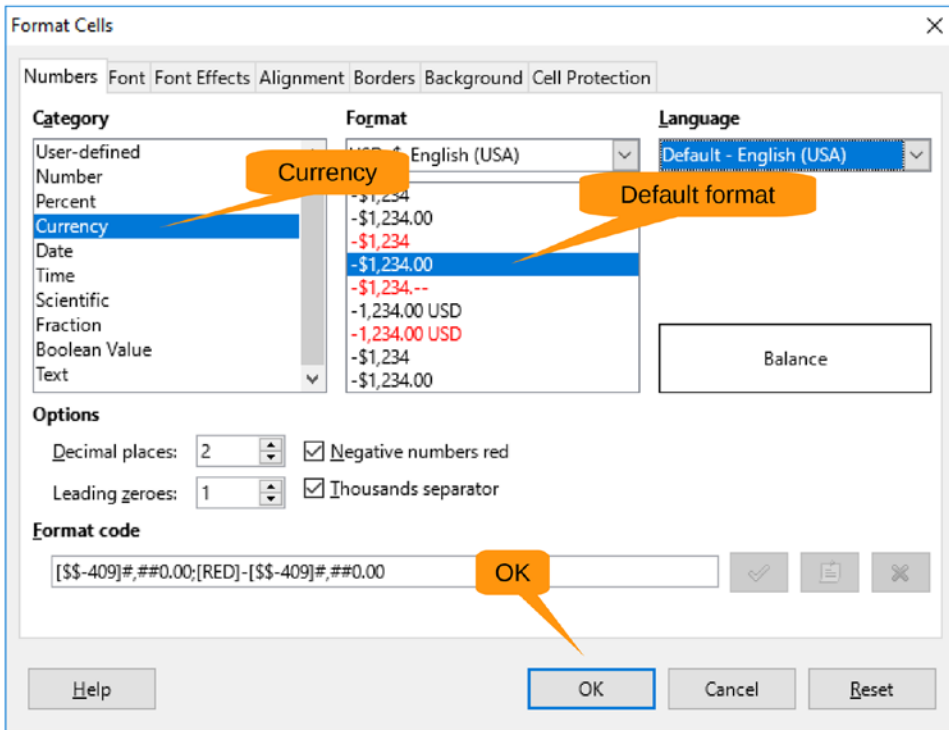 Format Cells
Numbers Font Font Effects Alignment Borders Background Cell Protection
Category
User-defined
Number
Percent
Currency
Date
Time
Scientific
Fraction
Boolean Value
Text
Currency
Format
English (USA)
-$1,234
-$1,234.00
-$1,234
-$1,234.00
-$1,234.--
-1,234.00 USD
-1,234.00 USD
-$1,234
-$1,234.00
Default format
Language
Default - English (USA)
Balance
Options
Decimal places: 2
Negative numbers red
Leading zeroes: 1
Thousands separator
Format code
[$$-409]#,##0.00;[RED]-[$$-409]#,##0.00
OK
Help
OK
Cancel
Reset